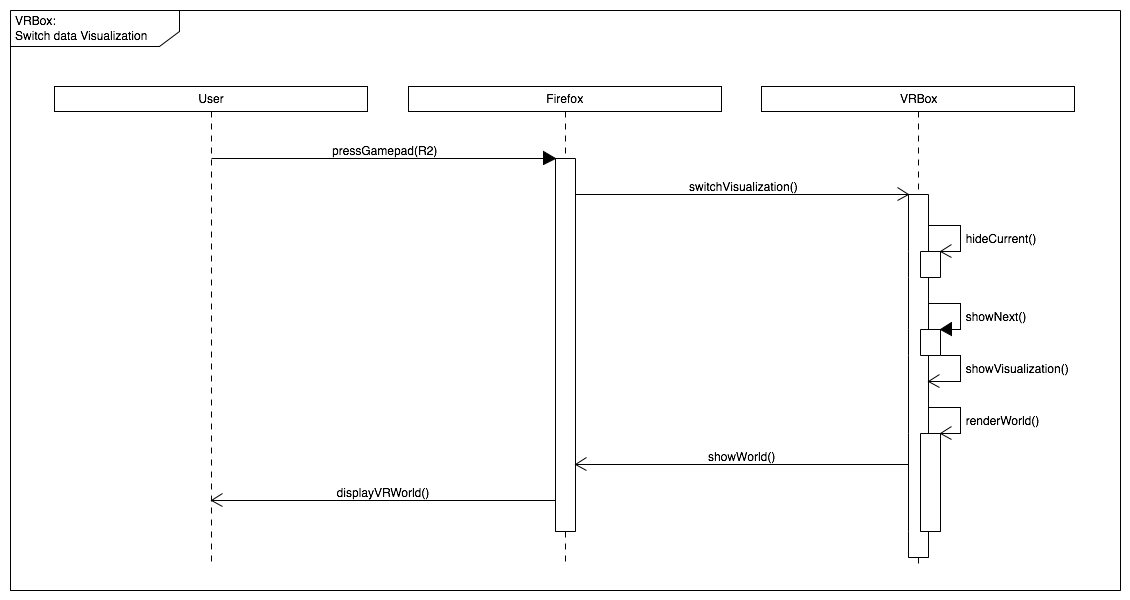 VRBox:
Switch data Visualization
User
Firefox
VRBox
pressGamepad(R2)
switchVisualization()
hideCurrent()
showNext()
showVisualization()
renderWorld()
showWorld()
displayVRWorld()